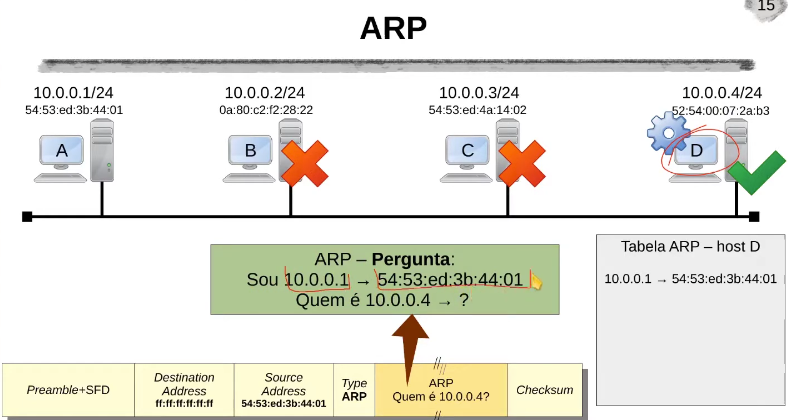 15
ARP
10.0.0.1/24
54:53:ed:3b:44:01
10.0.0.2/24
0a:80:c2:f2:28:22
10.0.0.3/24
54:53:ed:4a:14:02
10.0.0.4/24
52:54:00:07:2a:b3
A
B
C
D
ARP – Pergunta:
Sou 10.0.0.1 → 54:53:ed:3b:44:01
Quem é 10.0.0.4 → ?
Tabela ARP – host D
10.0.0.1 → 54:53:ed:3b:44:01
Preamble+SFD
Destination
Address
ff:ff:ff:ff:ff:ff
Source
Address
54:53:ed:3b:44:01
Type
ARP
//
ARP
Quem é 10.0.0.4?
//
Checksum